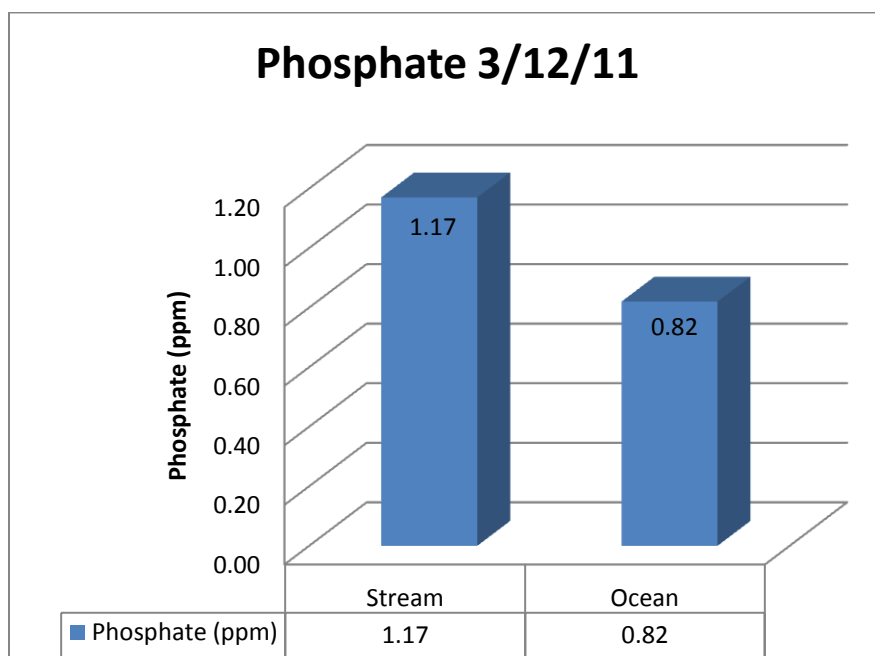 Phosphate 3/12/11
Phosphate (ppm)
1.20
1.00
0.80
0.60
0.40
0.20
0.00
1.17
0.82
Stream Ocean
Phosphate (ppm) 1.17 0.82